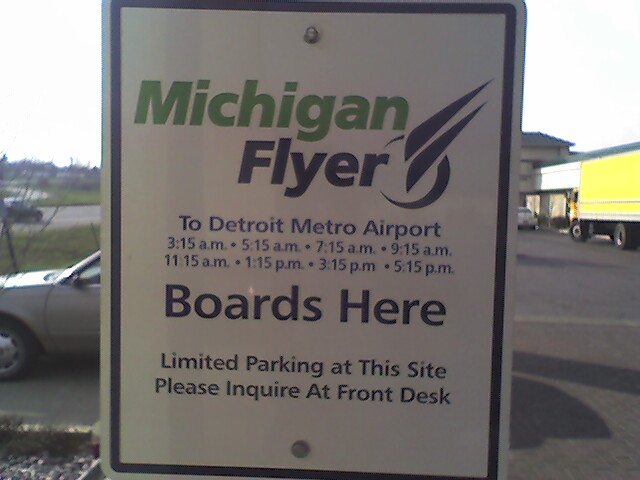 Michigan
Flyer
To Detroit Metro Airport
3:15 a.m. • 5:15 a.m. • 7:15 a.m. • 9:15 a.m.
11:15 a.m. • 1:15 p.m. • 3:15 p.m • 5:15 p.m.
Boards Here
Limited Parking at This Site
Please Inquire At Front Desk